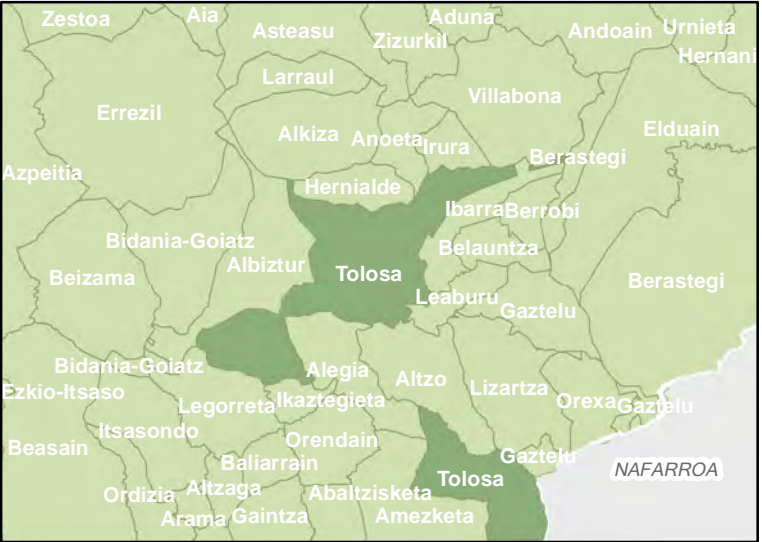 Zestoa
Aia
Asteasu
Aduna
Zizurkil
Andoain
Urnieta
Hernani
Larraul
Villabona
Errezil
Alkiza
Anoeta
Irura
Elduain
Berastegi
Azpeitia
Hernialde
Ibarra
Berrobi
Bidania-Goiatz
Albiztur
Belauntza
Beizama
Tolosa
Berastegi
Leaburu
Gaztelu
Bidania-Goiatz
Alegia
Altzo
Lizartza
Ezkio-Itsaso
Legorreta
Ikaztegieta
Orexa
Gaztelu
Itsasondo
Beasain
Orendain
Baliarrain
Gaztelu
NAFARROA
Tolosa
Ordizia
Altzaga
Abaltzisketa
Arama
Gaintza
Amezketa